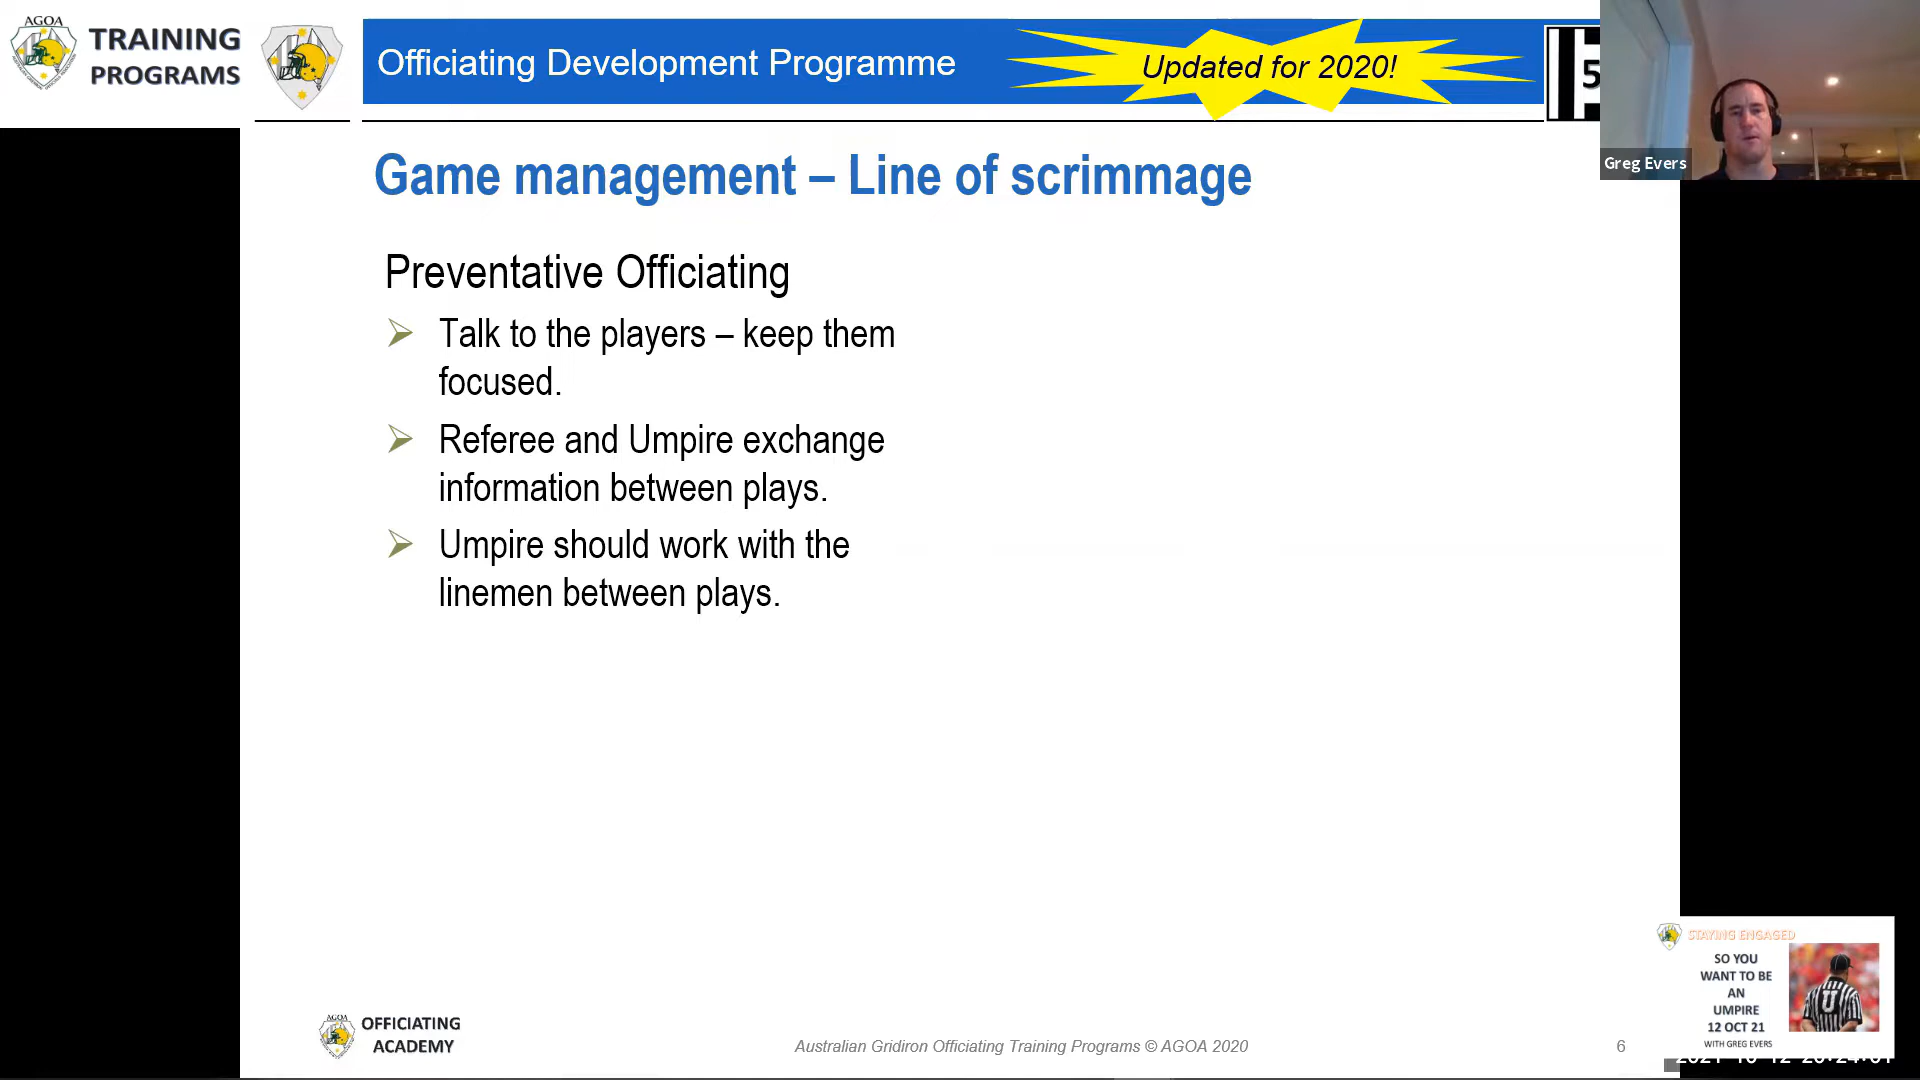 AGOA
TRAINING
PROGRAMS
Officiating Development Programme
Updated for 2020!
5
Greg Evers
Game management – Line of scrimmage
Preventative Officiating
Talk to the players – keep them
focused.
Referee and Umpire exchange
information between plays.
Umpire should work with the
linemen between plays.
STAYING ENGAGED
SO YOU
WANT TO BE
AN
UMPIRE
12 OCT 21
WITH GREG EVERS
U
AGOA
OFFICIATING
ACADEMY
Australian Gridiron Officiating Training Programs © AGOA 2020
6